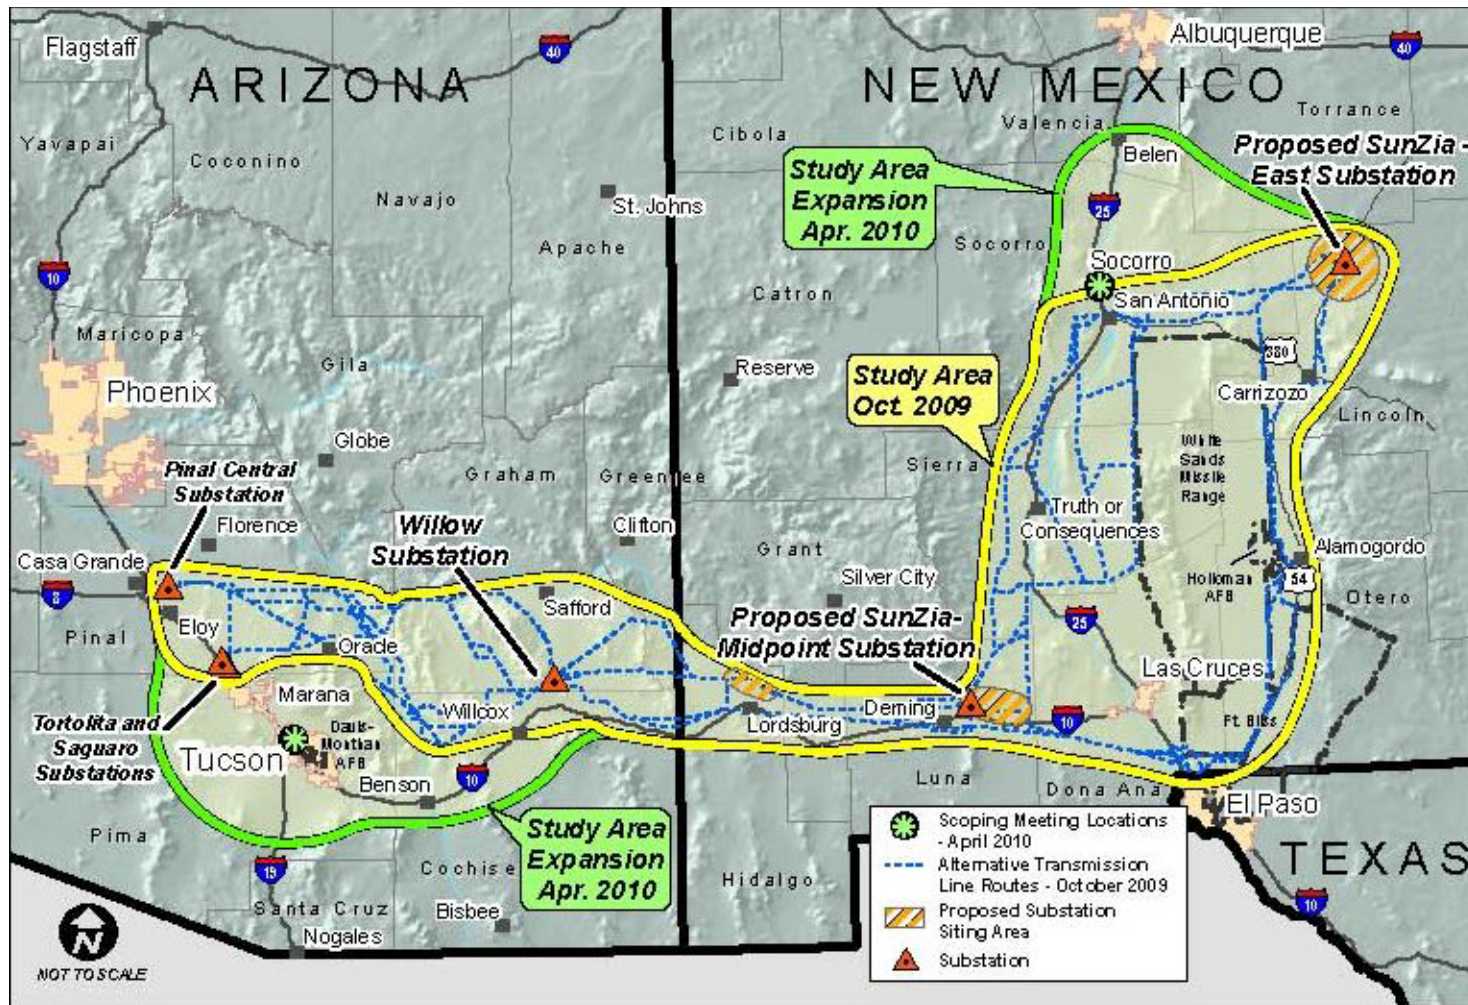 Flagstaff
40
ARIZONA
Yavapai
Coconino
Navajo
St. Johns
Apache
10
Maricopa
Phoenix
Gila
Globe
Pinal Central
Substation
Graham
Greenlee
Florence
Willow
Substation
Clifton
Casa Grande
8
Safford
Eloy
Pinal
Oracle
Marana
Willcox
Tortolita and
Saguaro
Substations
Tucson
Davis-
Monthan
AFB
Benson
10
Pima
Study Area
Expansion
Apr. 2010
Cochise
19
Santa Cruz
Bisbee
Nogales
N
NOT TO SCALE
Albuquerque
40
NEW MEXICO
Torrance
Cibola
Valencia
Belen
Proposed SunZia -
East Substation
Study Area
Expansion
Apr. 2010
25
Socorro
Socorro
Catron
San Antonio
Reserve
380
Study Area
Oct. 2009
Carrizozo
Lincoln
White
Sands
Missile
Range
Sierra
Truth or
Consequences
Grant
Silver City
Alamogordo
Holloman
AFB
54
Otero
Proposed SunZia-
Midpoint Substation
25
Las Cruces
Lordsburg
Deming
10
Ft. Bliss
Luna
Dona Ana
El Paso
TEXAS
Hidalgo
10
Scoping Meeting Locations
- April 2010
Alternative Transmission
Line Routes - October 2009
Proposed Substation
Siting Area
Substation